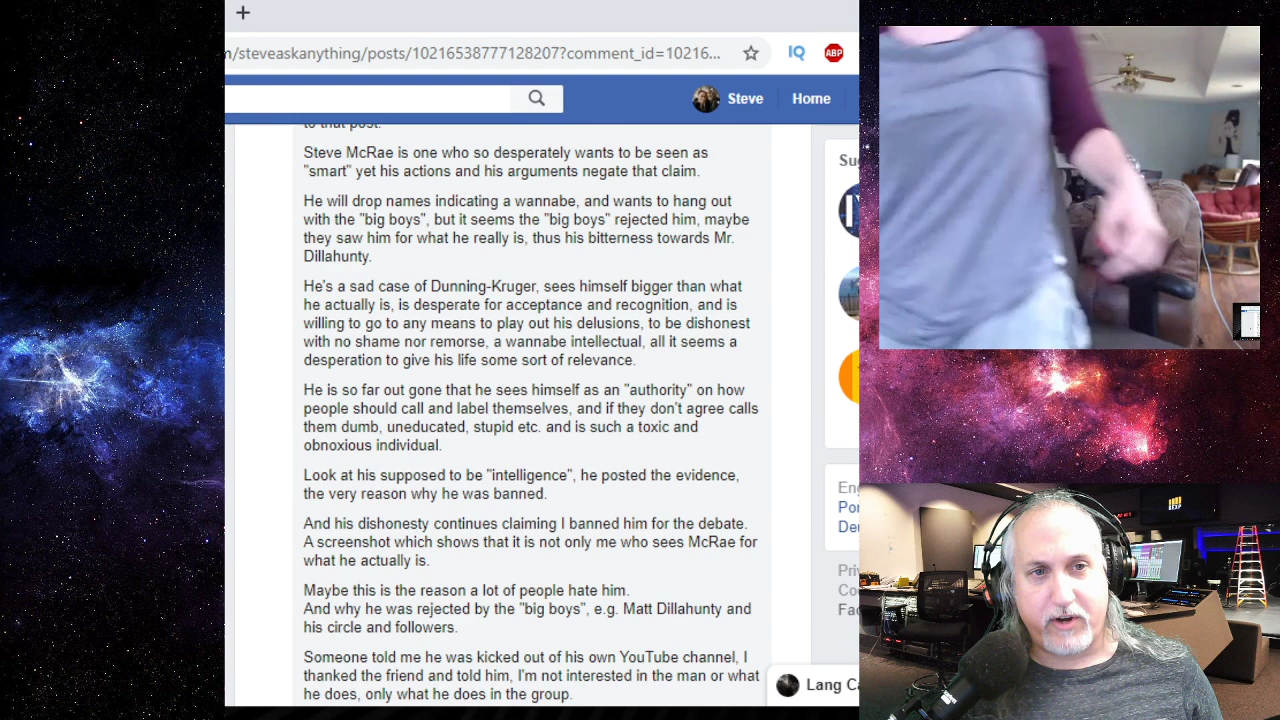 +
/steveaskanything/posts/10216538777128207?comment_id=10216...
IQ
ABP
Steve
Home
to that post.
Steve McRae is one who so desperately wants to be seen as
"smart" yet his actions and his arguments negate that claim.
He will drop names indicating a wannabe, and wants to hang out
with the "big boys", but it seems the "big boys" rejected him, maybe
they saw him for what he really is, thus his bitterness towards Mr.
Dillahunty.
He's a sad case of Dunning-Kruger, sees himself bigger than what
he actually is, is desperate for acceptance and recognition, and is
willing to go to any means to play out his delusions, to be dishonest
with no shame nor remorse, a wannabe intellectual, all it seems a
desperation to give his life some sort of relevance.
He is so far out gone that he sees himself as an "authority" on how
people should call and label themselves, and if they don't agree calls
them dumb, uneducated, stupid etc. and is such a toxic and
obnoxious individual.
Look at his supposed to be "intelligence", he posted the evidence,
the very reason why he was banned.
And his dishonesty continues claiming I banned him for the debate.
A screenshot which shows that it is not only me who sees McRae for
what he actually is.
Maybe this is the reason a lot of people hate him.
And why he was rejected by the "big boys", e.g. Matt Dillahunty and
his circle and followers.
Someone told me he was kicked out of his own YouTube channel, I
thanked the friend and told him, I'm not interested in the man or what
he does, only what he does in the group.
Su
Eng
Por
Deu
Priv
Coo
Fac
Lang Ca